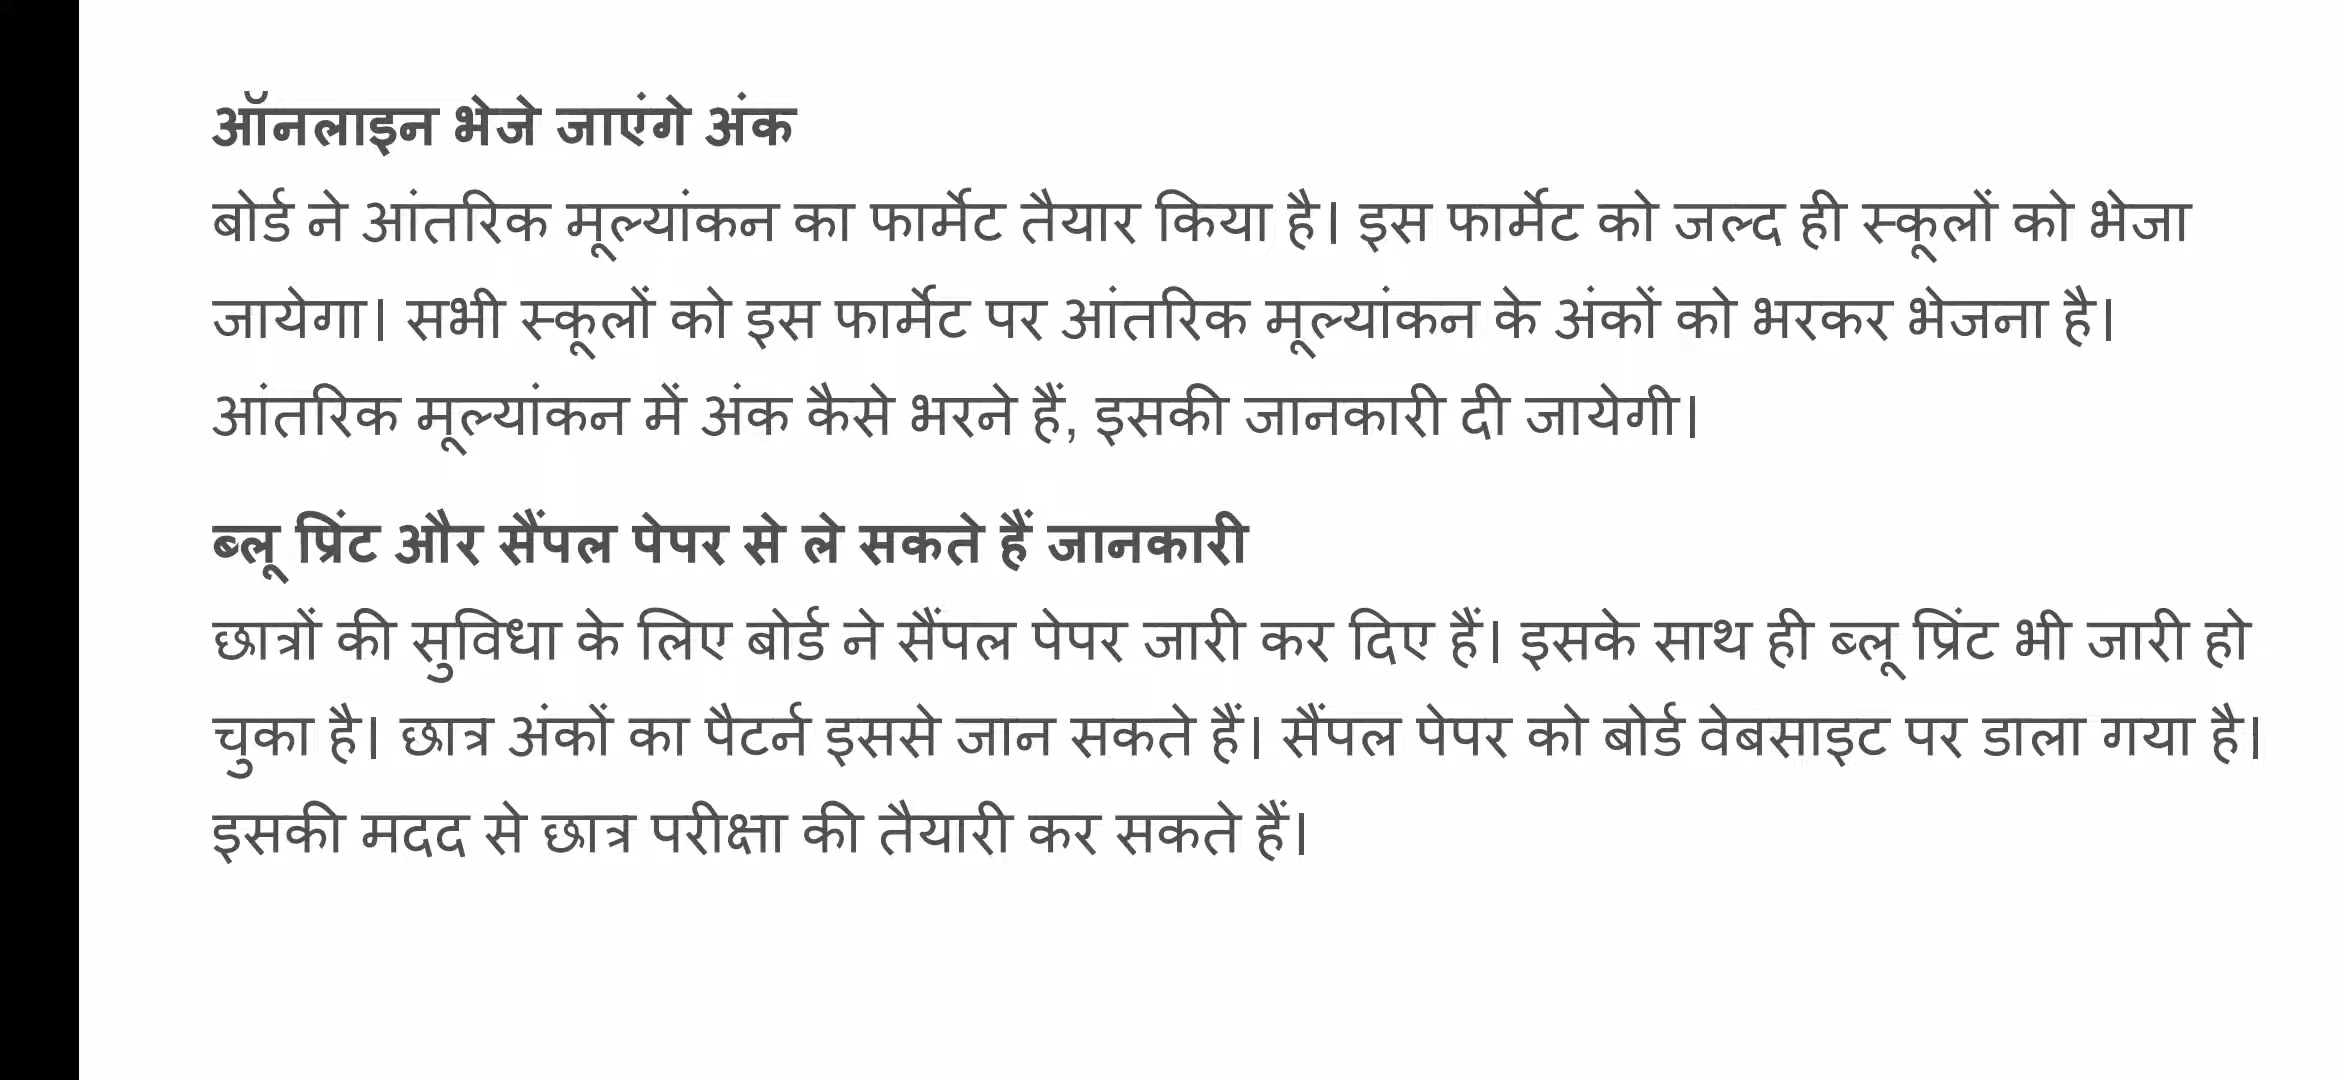 ऑनलाइन भेजे जाएंगे अंक
बोर्ड ने आंतरिक मूल्यांकन का फार्मेट तैयार किया है। इस फार्मेट को जल्द ही स्कूलों को भेजा
जायेगा। सभी स्कूलों को इस फार्मेट पर आंतरिक मूल्यांकन के अंकों को भरकर भेजना है।
आंतरिक मूल्यांकन में अंक कैसे भरने हैं, इसकी जानकारी दी जायेगी।
ब्लू प्रिंट और सैंपल पेपर से ले सकते हैं जानकारी
छात्रों की सुविधा के लिए बोर्ड ने सैंपल पेपर जारी कर दिए हैं। इसके साथ ही ब्लू प्रिंट भी जारी हो
चुका है। छात्र अंकों का पैटर्न इससे जान सकते हैं। सैंपल पेपर को बोर्ड वेबसाइट पर डाला गया है।
इसकी मदद से छात्र परीक्षा की तैयारी कर सकते हैं।